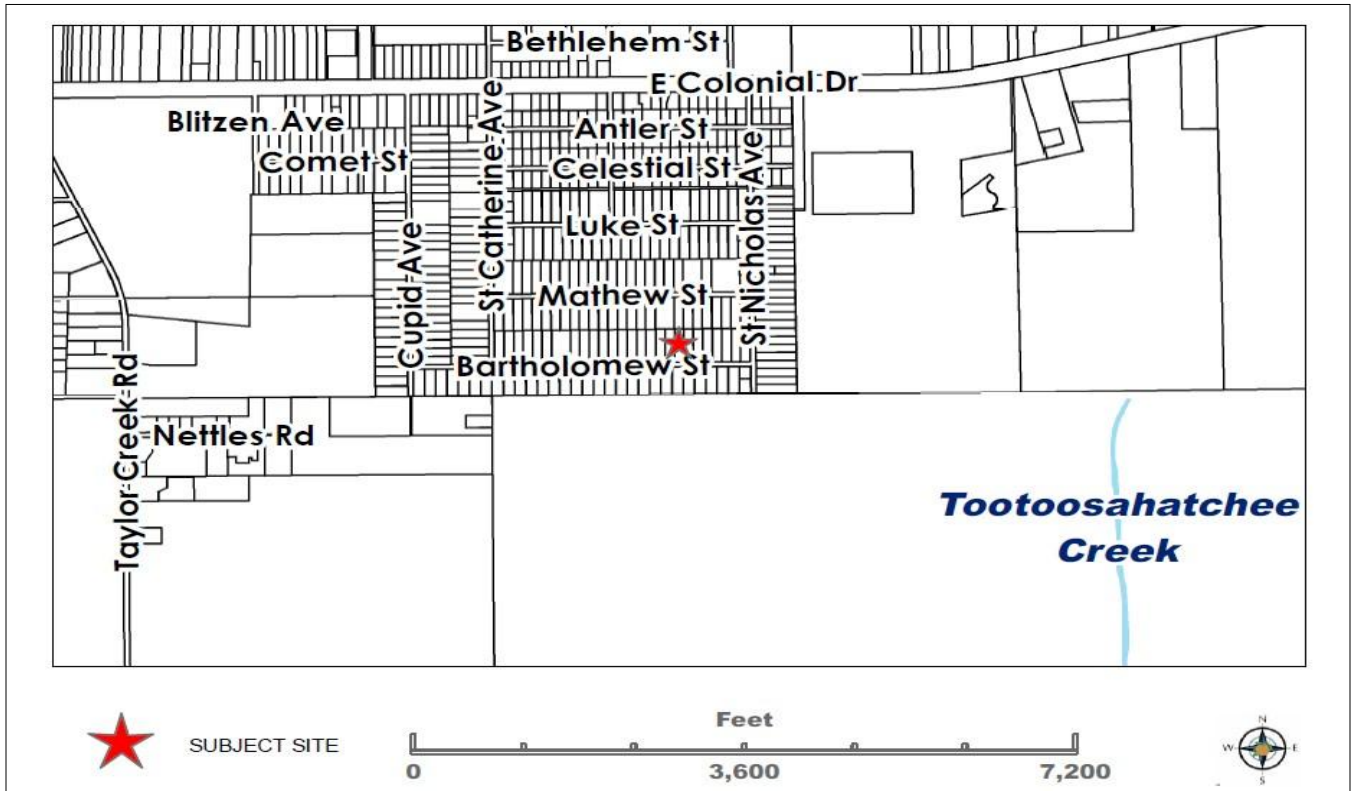 Bethlehem St
E Colonial Dr
Blitzen Ave
Antler St
Comet St
Celestial St
St Catherine Ave
St Nicholas Ave
Luke St
Cupid Ave
Mathew St
Bartholomew St
Taylor Creek Rd
Nettles Rd
Tootoosahatchee
Creek
SUBJECT SITE
Feet
0 3,600 7,200
N
W E
S